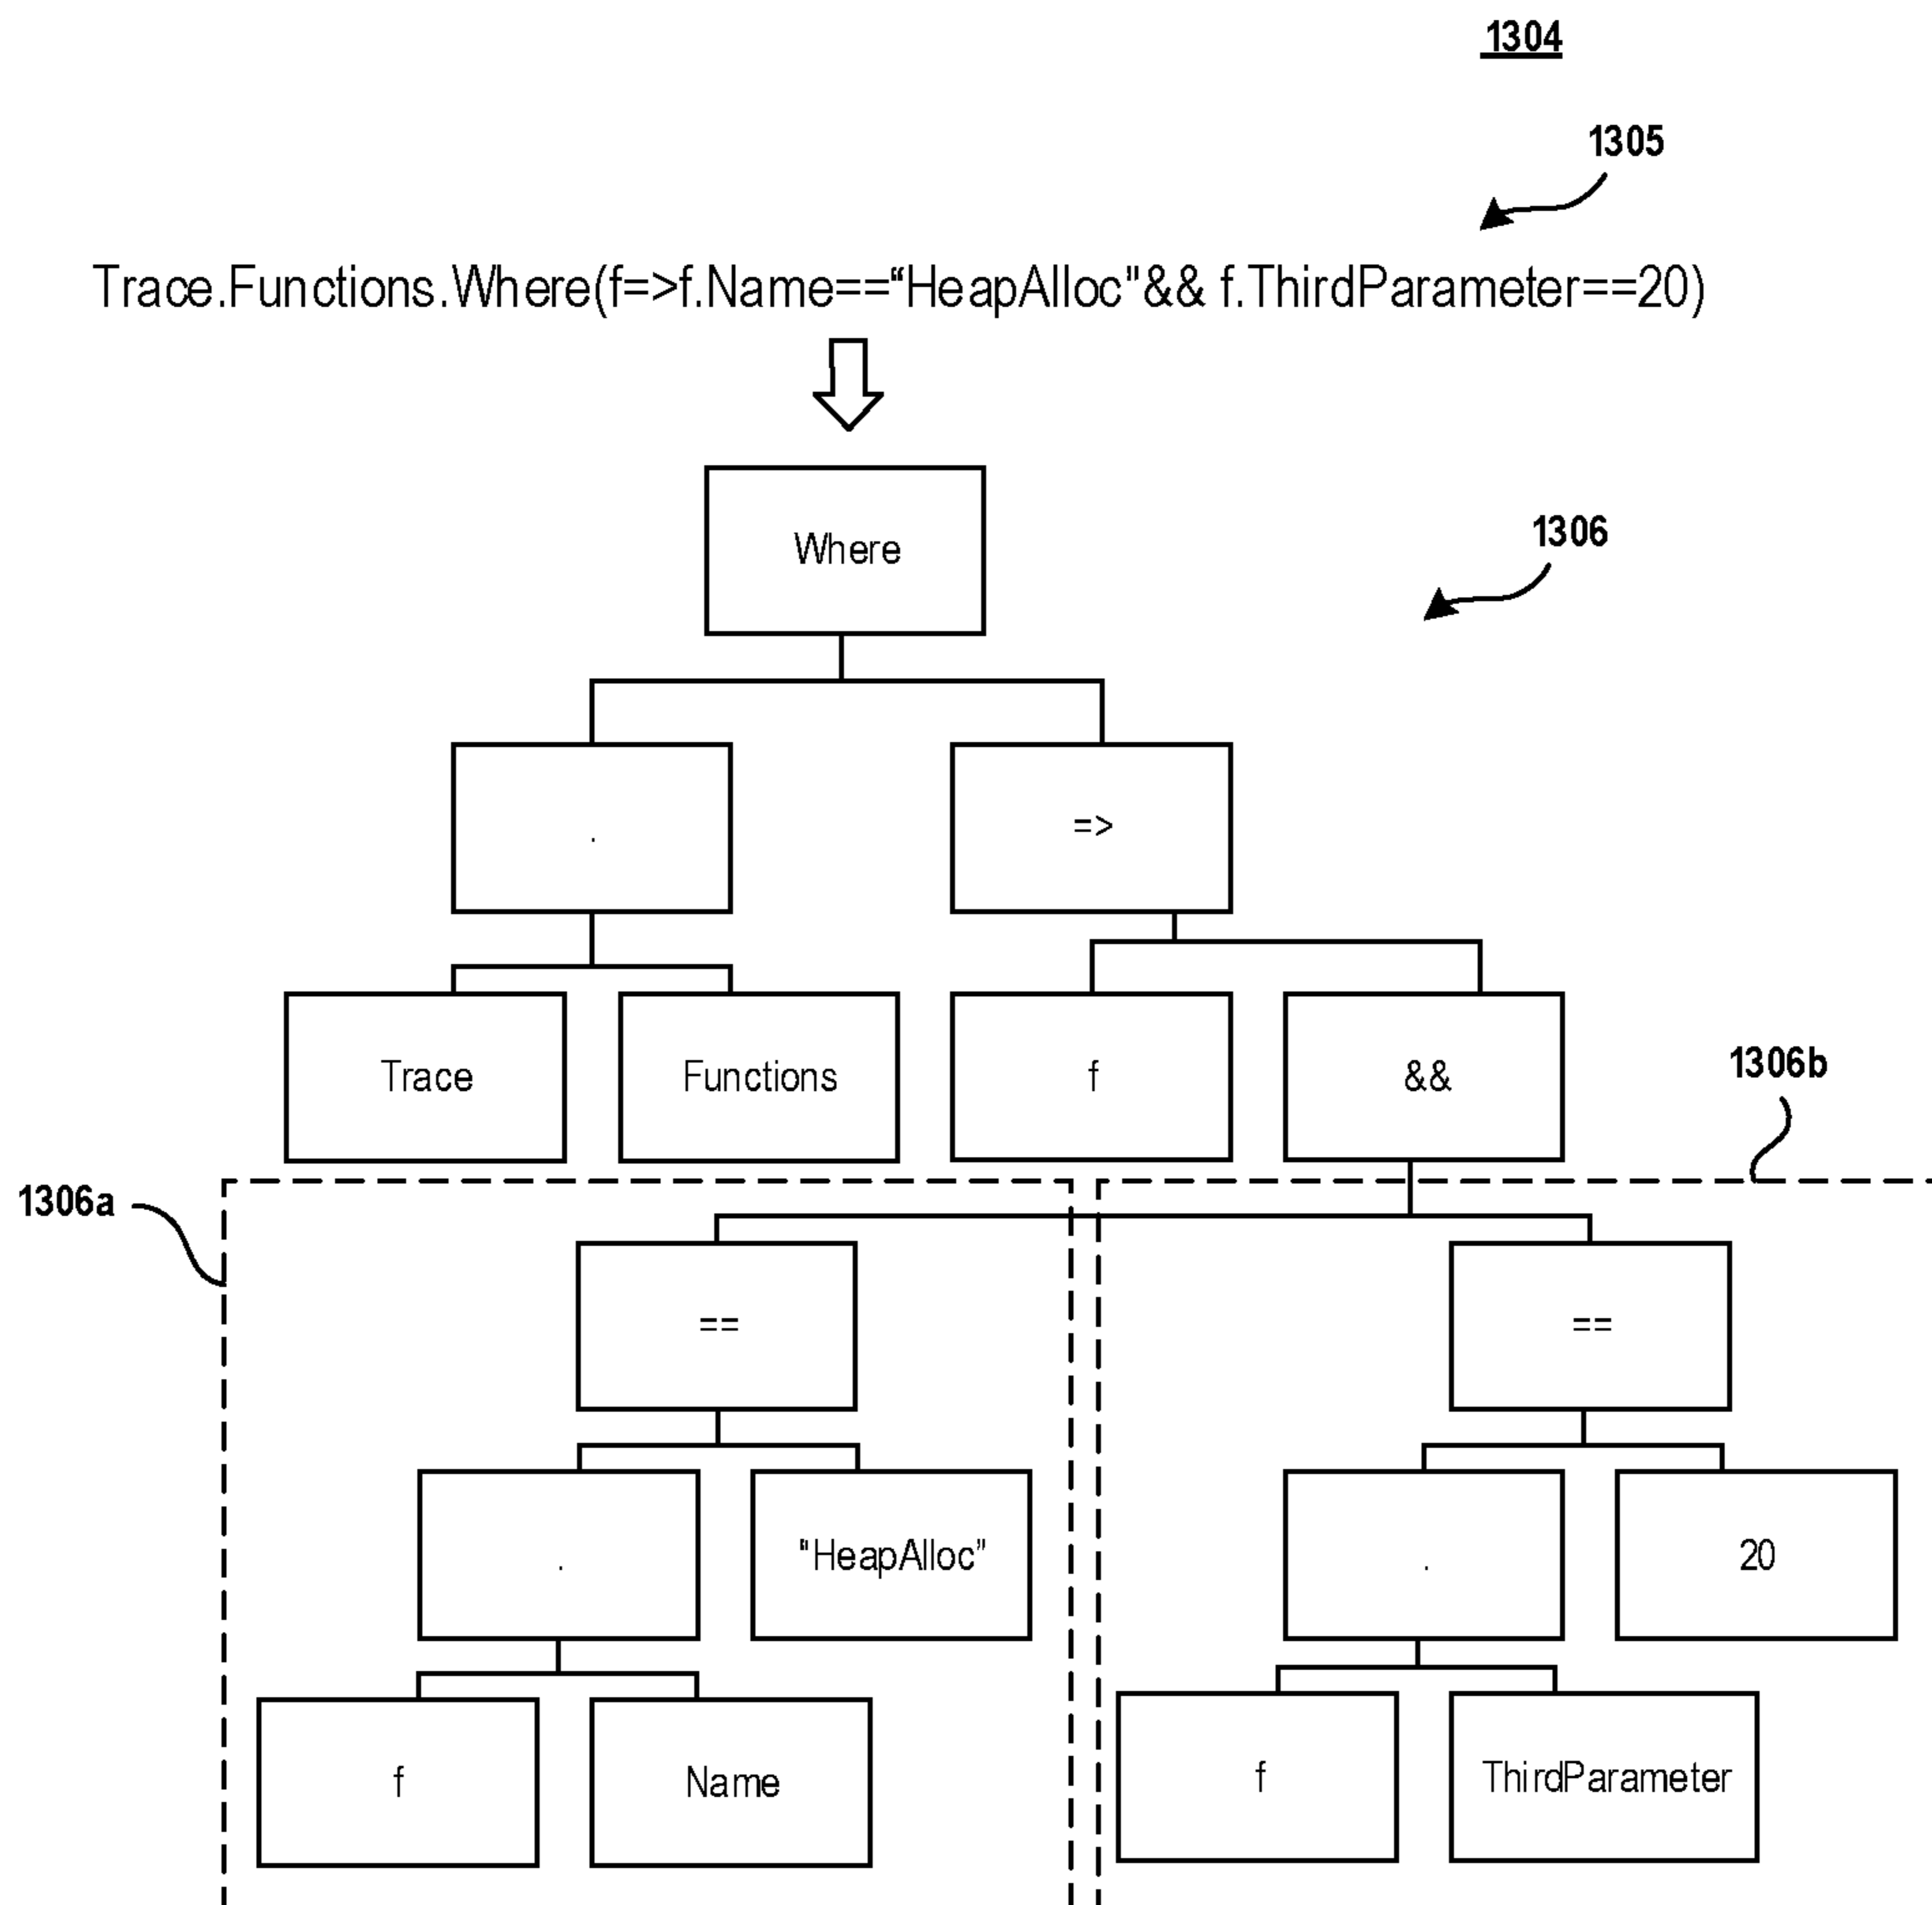 1304
1305
Trace.Functions.Where(f=>f.Name==“HeapAlloc"&& f.ThirdParameter==20)
Where
1306
.
=>
Trace
Functions
f
&&
1306b
1306a
==
==
.
"HeapAlloc”
.
20
f
Name
f
ThirdParameter